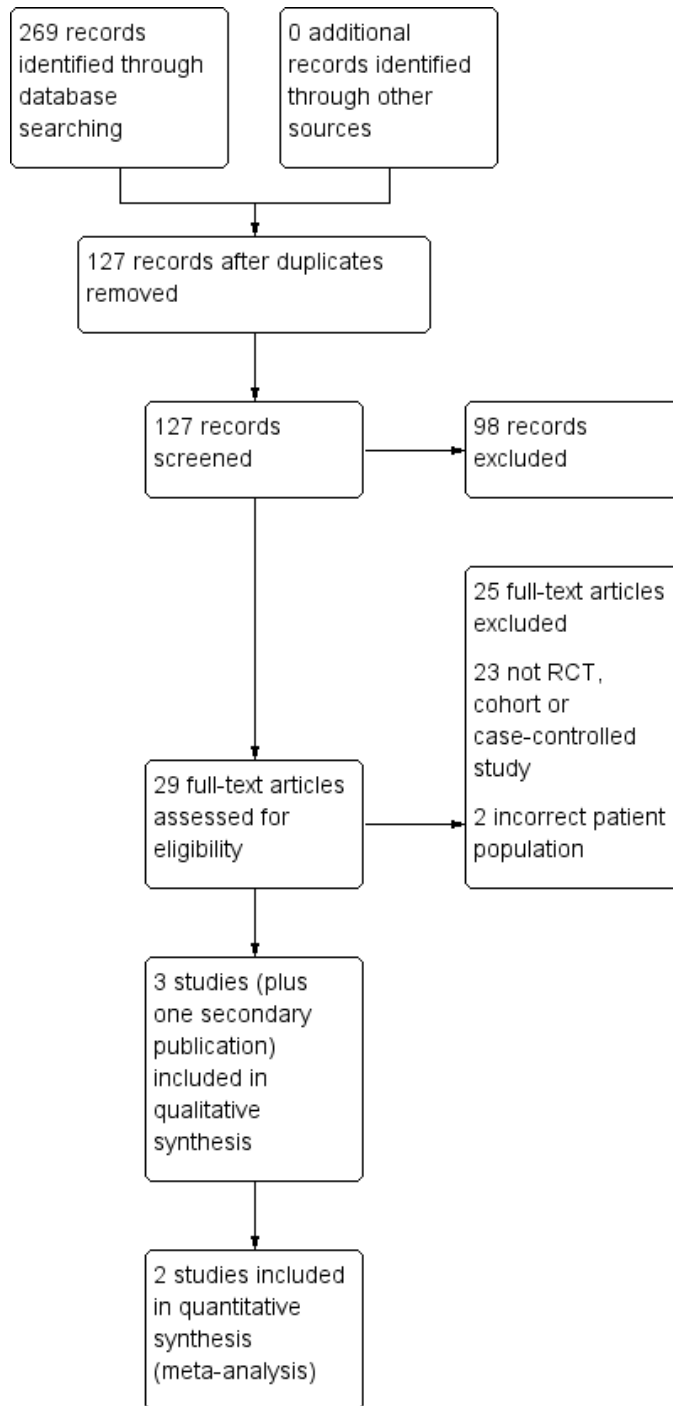 269 records
identified through
database
searching
0 additional
records identified
through other
sources
127 records after duplicates
removed
127 records
screened
98 records
excluded
25 full-text articles
excluded
23 not RCT,
cohort or
case-controlled
study
2 incorrect patient
population
29 full-text articles
assessed for
eligibility
3 studies (plus
one secondary
publication)
included in
qualitative
synthesis
2 studies included
in quantitative
synthesis
(meta-analysis)